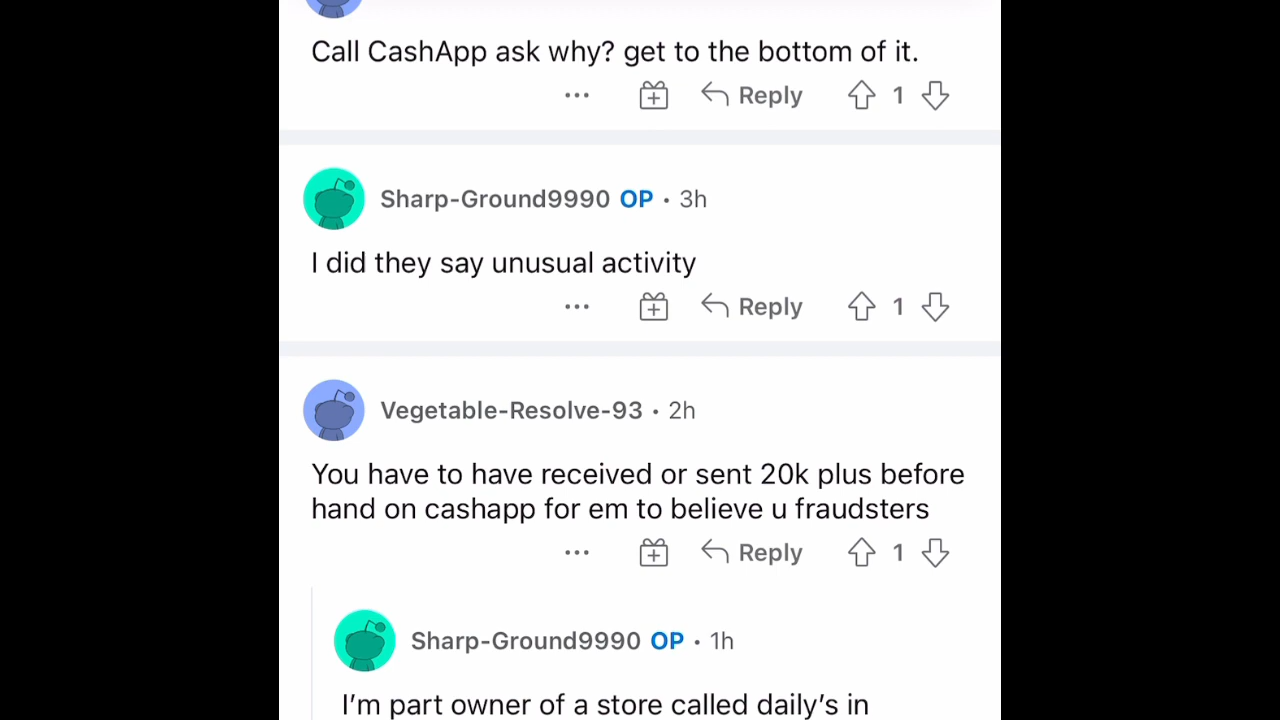 Call CashApp ask why? get to the bottom of it.
... Reply 1
Sharp-Ground9990 OP • 3h
I did they say unusual activity
... Reply 1
Vegetable-Resolve-93 • 2h
You have to have received or sent 20k plus before
hand on cashapp for em to believe u fraudsters
... Reply 1
Sharp-Ground9990 OP • 1h
I'm part owner of a store called daily's in